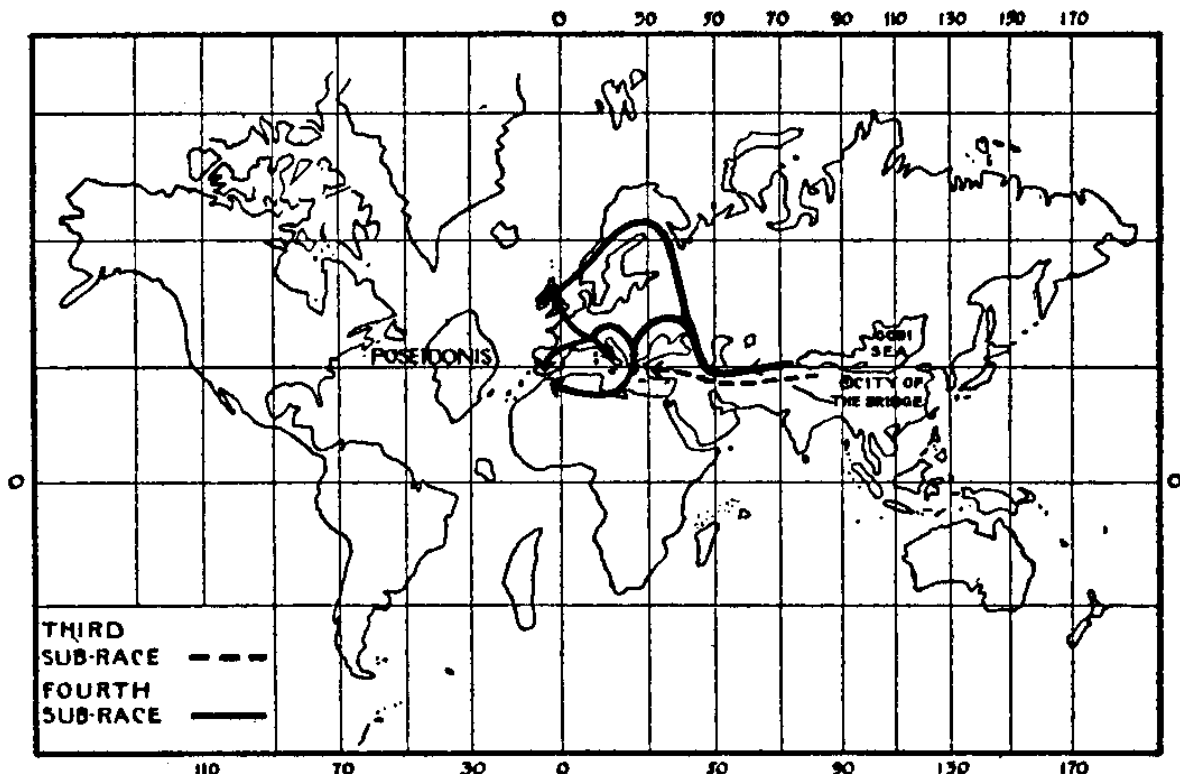 0 30 50 70 90 110 130 150 170
GOBI
SEA
POSEIDONIS
CITY OF
THE BRIDGE
0 0
THIRD
SUB-RACE
FOURTH
SUB-RACE
110 70 30 0 50 90 130 170